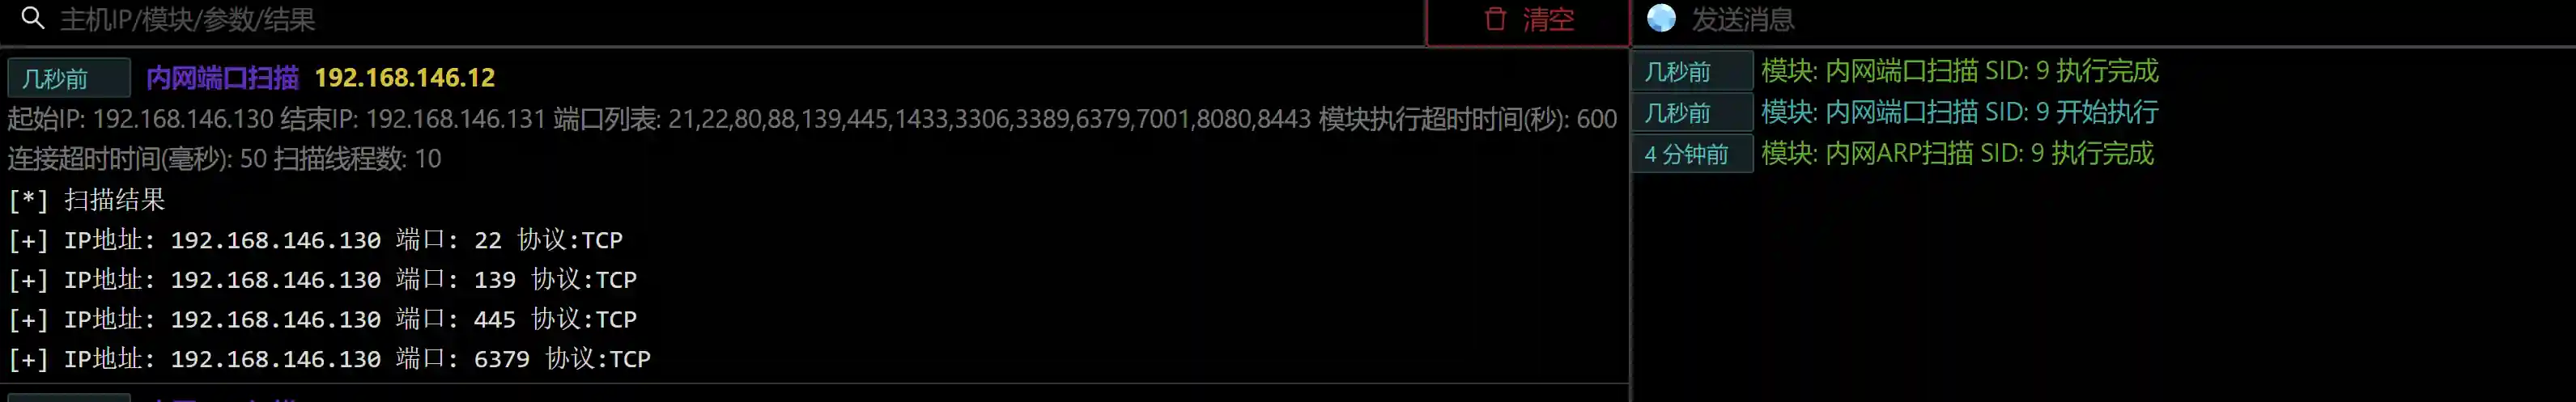 主机IP/模块/参数/结果
清空
几秒前 内网端口扫描 192.168.146.12
起始IP: 192.168.146.130 结束IP: 192.168.146.131 端口列表: 21,22,80,88,139,445,1433,3306,3389,6379,7001,8080,8443 模块执行超时时间(秒): 600
连接超时时间(毫秒): 50 扫描线程数: 10
[*] 扫描结果
[+] IP地址: 192.168.146.130 端口: 22 协议:TCP
[+] IP地址: 192.168.146.130 端口: 139 协议:TCP
[+] IP地址: 192.168.146.130 端口: 445 协议:TCP
[+] IP地址: 192.168.146.130 端口: 6379 协议:TCP
发送消息
几秒前 模块: 内网端口扫描 SID: 9 执行完成
几秒前 模块: 内网端口扫描 SID: 9 开始执行
4 分钟前 模块: 内网ARP扫描 SID: 9 执行完成